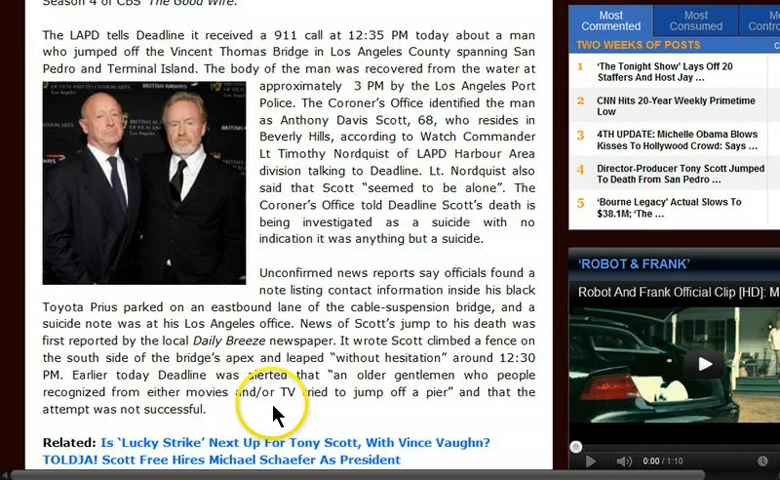 Season 4 of CBS' The Good Wife.
The LAPD tells Deadline it received a 911 call at 12:35 PM today about a man
who jumped off the Vincent Thomas Bridge in Los Angeles County spanning San
Pedro and Terminal Island. The body of the man was recovered from the water at
approximately 3 PM by the Los Angeles Port
Police. The Coroner's Office identified the man
as Anthony Davis Scott, 68, who resides in
Beverly Hills, according to Watch Commander
Lt Timothy Nordquist of LAPD Harbour Area
division talking to Deadline. Lt. Nordquist also
said that Scott “seemed to be alone”. The
Coroner's Office told Deadline Scott's death is
being investigated as a suicide with no
indication it was anything but a suicide.
Unconfirmed news reports say officials found a
note listing contact information inside his black
Toyota Prius parked on an eastbound lane of the cable-suspension bridge, and a
suicide note was at his Los Angeles office. News of Scott's jump to his death was
first reported by the local Daily Breeze newspaper. It wrote Scott climbed a fence on
the south side of the bridge's apex and leaped “without hesitation” around 12:30
PM. Earlier today Deadline was alerted that “an older gentlemen who people
recognized from either movies and/or TV tried to jump off a pier” and that the
attempt was not successful.
Related: Is ‘Lucky Strike’ Next Up For Tony Scott, With Vince Vaughn?
TOLDJA! Scott Free Hires Michael Schaefer As President
Most
Commented
Most
Consumed
TWO WEEKS OF POSTS
1 ‘The Tonight Show’ Lays Off 20
Staffers And Host Jay ...
2 CNN Hits 20-Year Weekly Primetime
Low
3 4TH UPDATE: Michelle Obama Blows
Kisses To Hollywood Crowd: Says ...
4 Director-Producer Tony Scott Jumped
To Death From San Pedro ...
5 ‘Bourne Legacy’ Actual Slows To
$38.1M; ‘The ...
‘ROBOT & FRANK’
Robot And Frank Official Clip [HD]: M
0:00 / 1:10